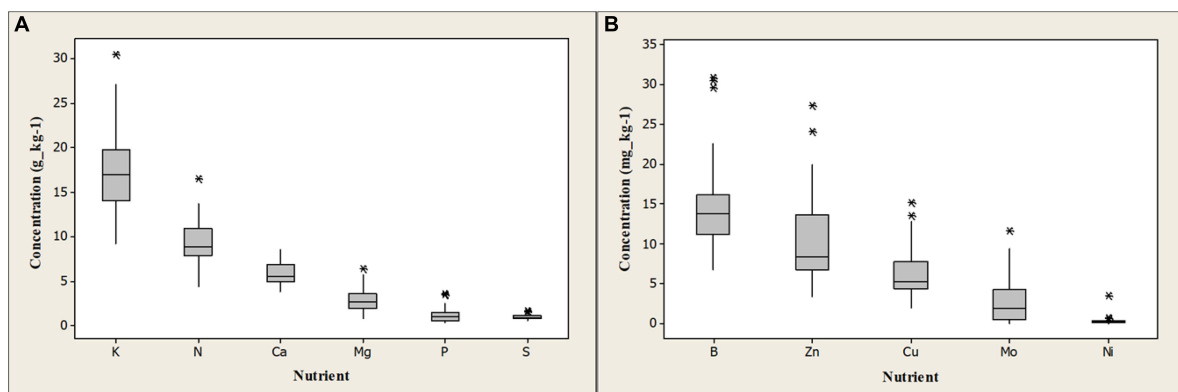 A
Concentration (g_kg-1)
30
25
20
15
10
5
0
K N Ca Mg P S
Nutrient
B
Concentration (mg_kg-1)
35
30
25
20
15
10
5
0
B Zn Cu Mo Ni
Nutrient